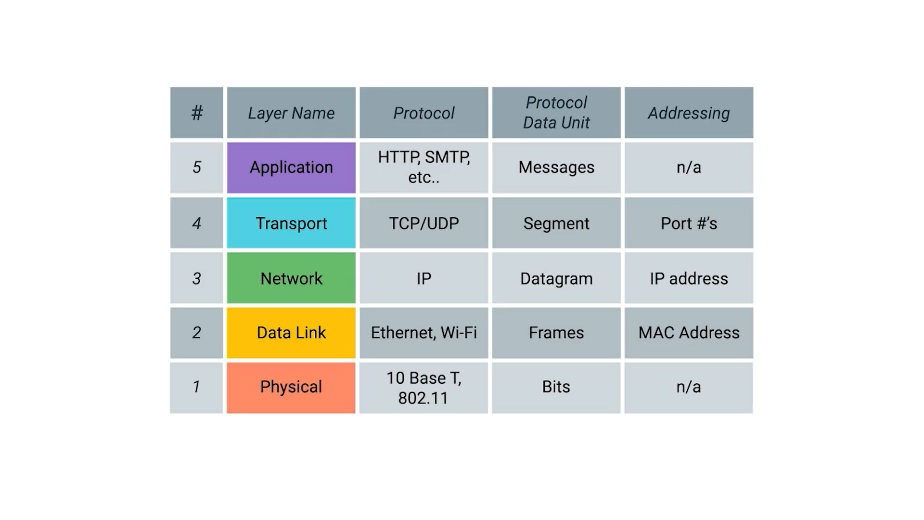 # Layer Name Protocol Protocol Data Unit Addressing
5 Application HTTP, SMTP, etc.. Messages n/a
4 Transport TCP/UDP Segment Port #'s
3 Network IP Datagram IP address
2 Data Link Ethernet, Wi-Fi Frames MAC Address
1 Physical 10 Base T, 802.11 Bits n/a